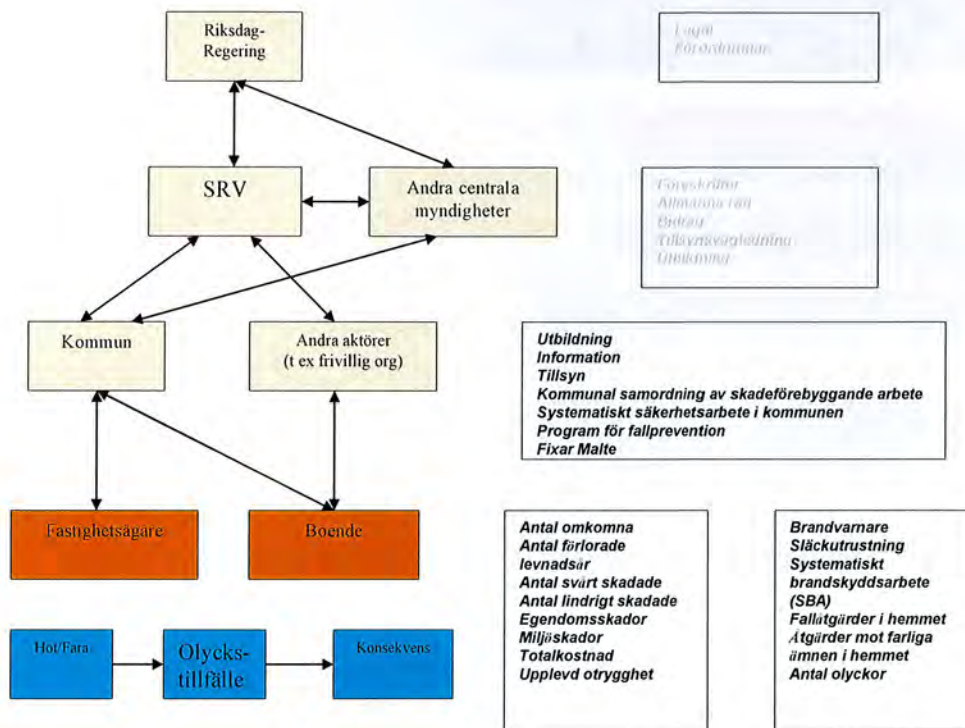 Riksdag-
Regering
SRV
Andra centrala
myndigheter
Föreskrifter
Allmänna råd
Bidrag
Tillsynsvägledning
Kommun
Andra aktörer
(t ex frivillig org)
Utbildning
Information
Tillsyn
Kommunal samordning av skadeförebyggande arbete
Systematiskt säkerhetsarbete i kommunen
Program för fallprevention
Fixar Malte
Fastighetsägare
Boende
Antal omkomna
Antal förlorade
levnadsår
Antal svårt skadade
Antal lindrigt skadade
Egendomsskador
Miljöskador
Totalkostnad
Upplevd otrygghet
Brandvarnare
Släckutrustning
Systematiskt
brandskyddsarbete
(SBA)
Fallåtgärder i hemmet
Åtgärder mot farliga
ämnen i hemmet
Antal olyckor
Hot/Fara
Olycks-
tillfälle
Konsekvens